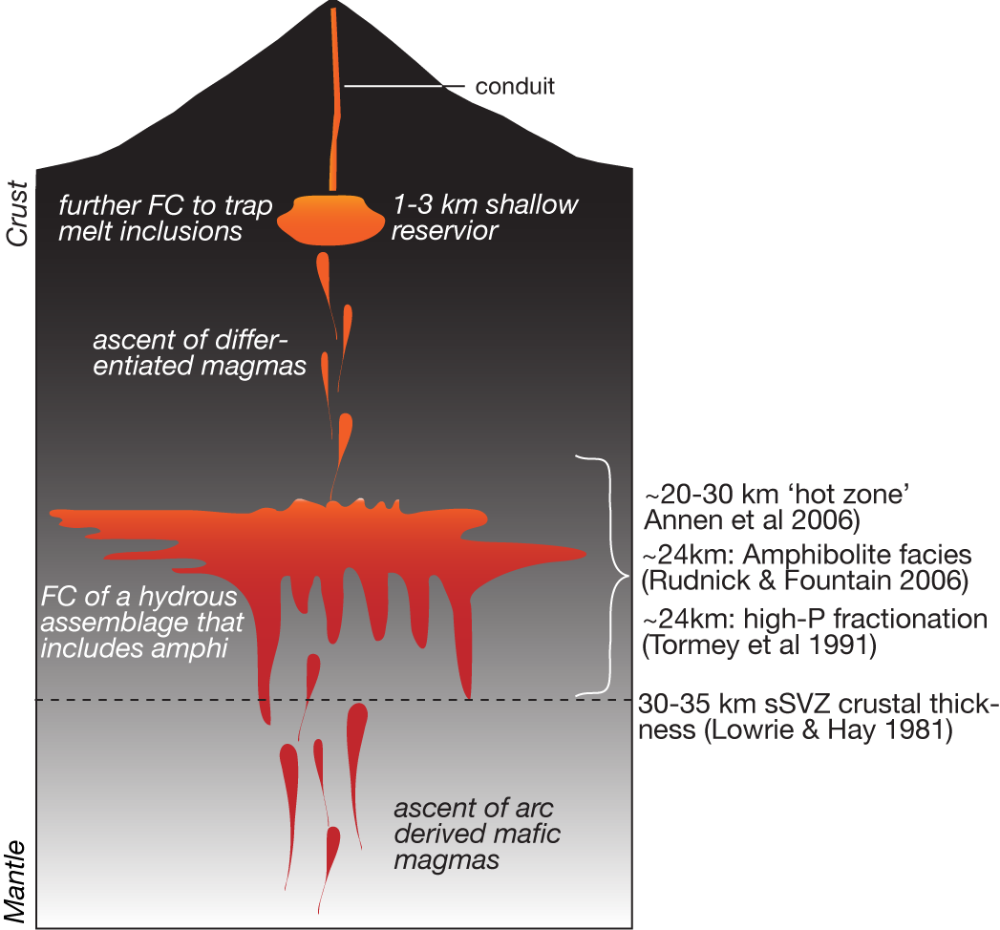 conduit
Crust
further FC to trap
melt inclusions
1-3 km shallow
reservior
ascent of differ-
entiated magmas
~20-30 km ‘hot zone’
Annen et al 2006)
~24km: Amphibolite facies
(Rudnick & Fountain 2006)
~24km: high-P fractionation
(Tormey et al 1991)
FC of a hydrous
assemblage that
includes amphi
30-35 km sSVZ crustal thick-
ness (Lowrie & Hay 1981)
ascent of arc
derived mafic
magmas
Mantle